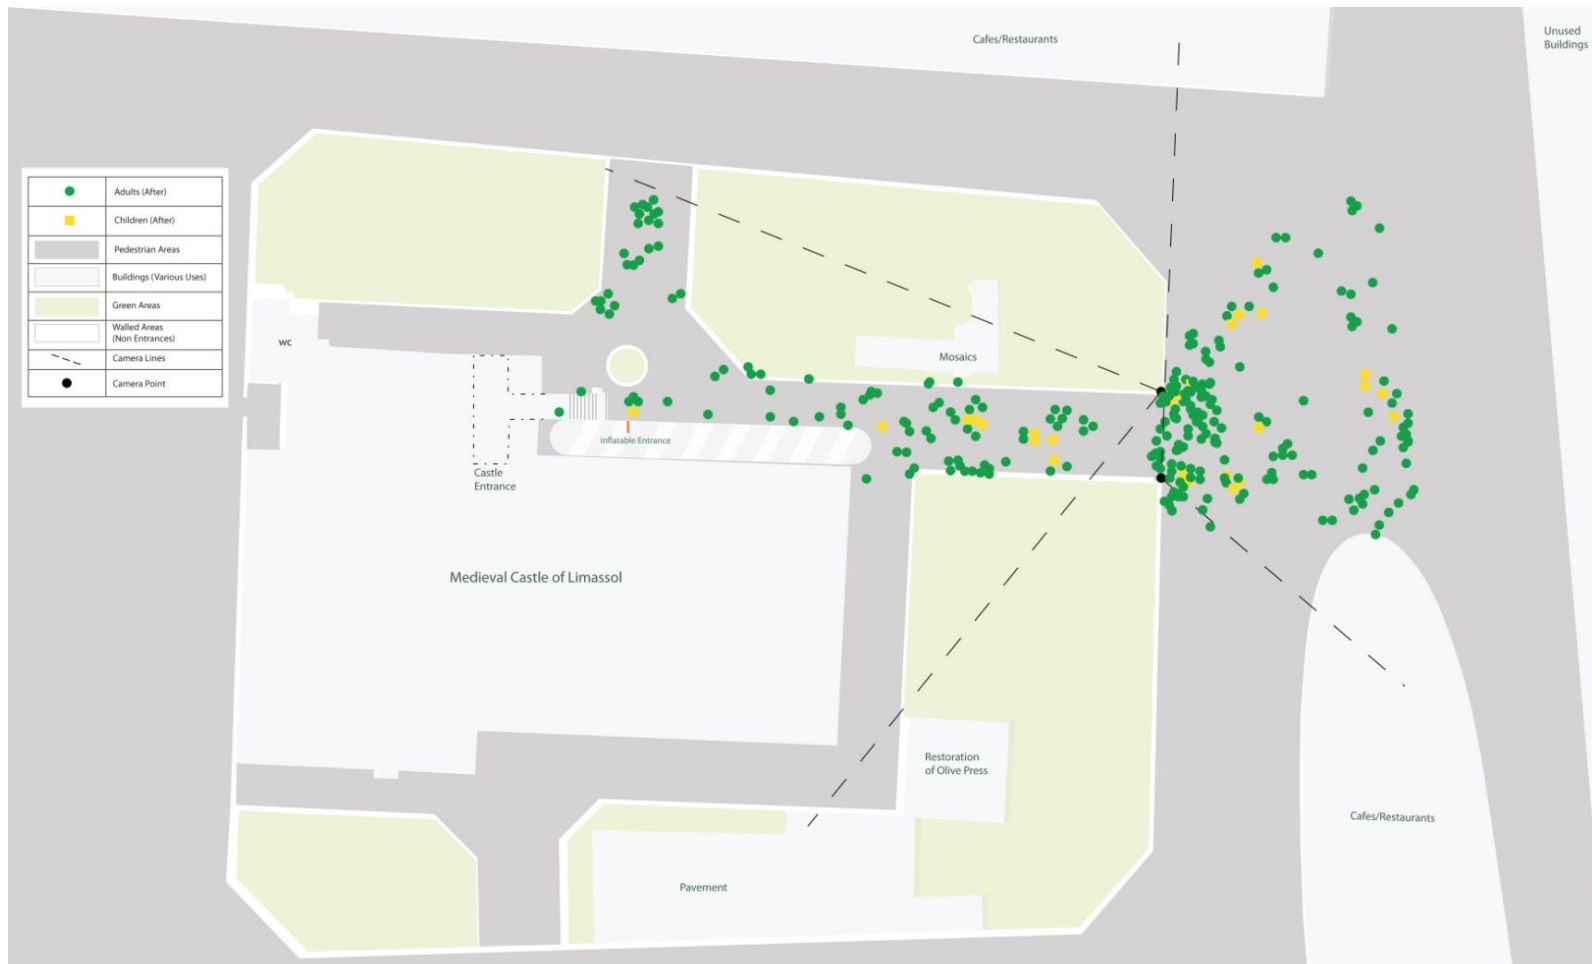 Cafes/Restaurants
Unused
Buildings
Adults (After)
Children (After)
Pedestrian Areas
Buildings (Various Uses)
Green Areas
Walled Areas
(Non Entrances)
Camera Lines
Camera Point
WC
Mosaics
Inflatable Entrance
Castle
Entrance
Medieval Castle of Limassol
Restoration
of Olive Press
Cafes/Restaurants
Pavement